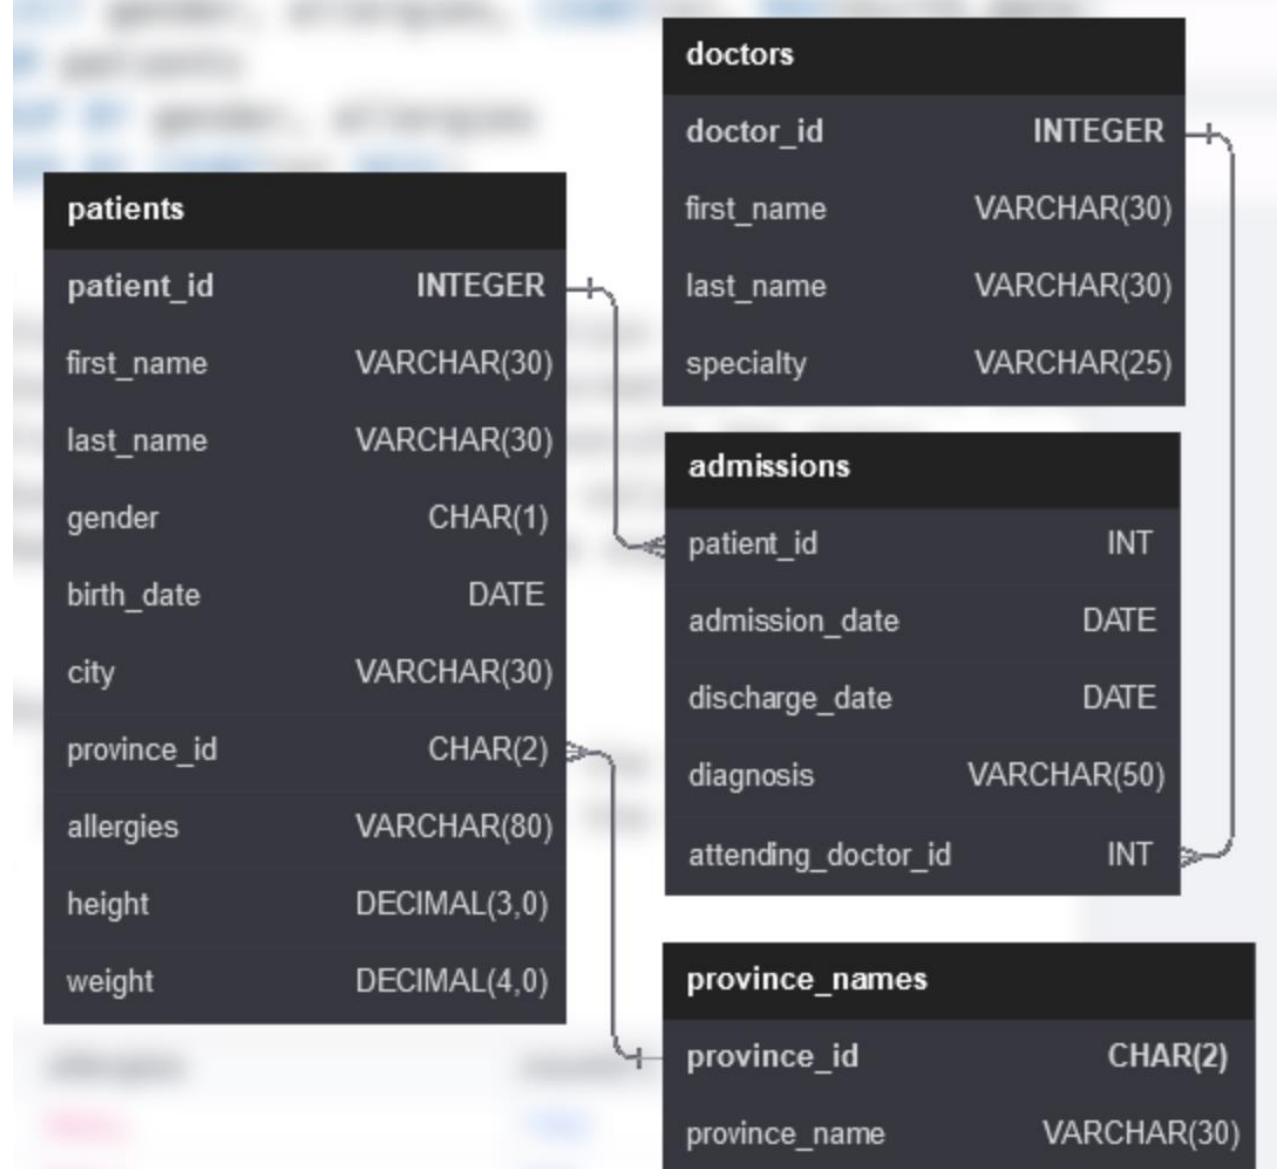 patients
patient_id INTEGER
first_name VARCHAR(30)
last_name VARCHAR(30)
gender CHAR(1)
birth_date DATE
city VARCHAR(30)
province_id CHAR(2)
allergies VARCHAR(80)
height DECIMAL(3,0)
weight DECIMAL(4,0)
doctors
doctor_id INTEGER
first_name VARCHAR(30)
last_name VARCHAR(30)
specialty VARCHAR(25)
admissions
patient_id INT
admission_date DATE
discharge_date DATE
diagnosis VARCHAR(50)
attending_doctor_id INT
province_names
province_id CHAR(2)
province_name VARCHAR(30)